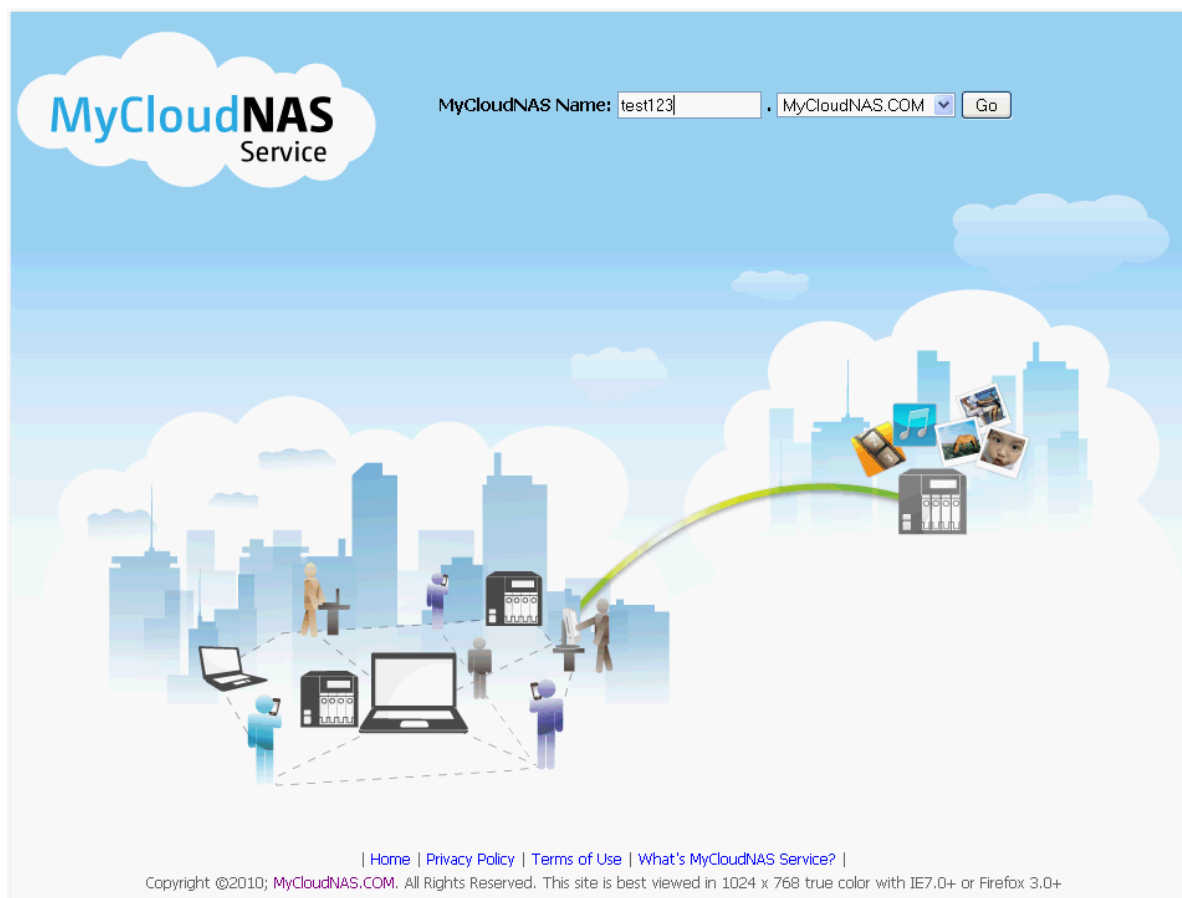 MyCloudNAS
Service
MyCloudNAS Name: test123 . MyCloudNAS.COM Go
| Home | Privacy Policy | Terms of Use | What's MyCloudNAS Service? |
Copyright ©2010; MyCloudNAS.COM. All Rights Reserved. This site is best viewed in 1024 x 768 true color with IE7.0+ or Firefox 3.0+